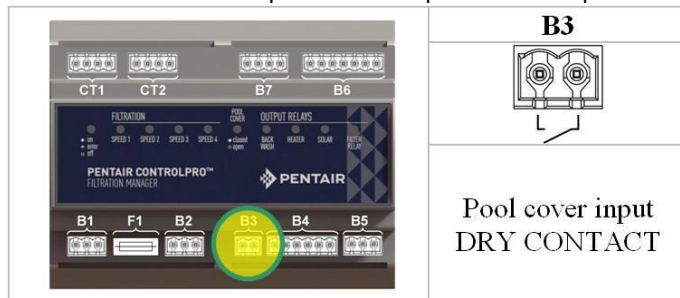 B3
CT1 CT2 B7 B6
FILTRATION
POOL
COVER
OUTPUT RELAYS
on
error
off
SPEED 1 SPEED 2 SPEED 3 SPEED 4
closed
open
BACK
WASH
HEATER SOLAR FILTER
RELAY
PENTAIR CONTROLPRO™
FILTRATION MANAGER
PENTAIR
B1 F1 B2 B3 B4 B5
Pool cover input
DRY CONTACT